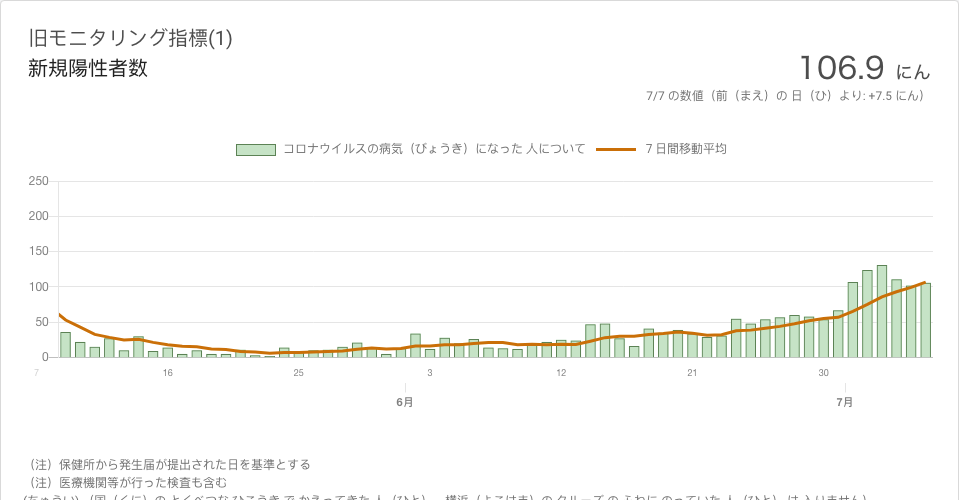 旧モニタリング指標(1)
新規陽性者数
106.9 にん
7/7 の数値（前（まえ）の 日（ひ）より: +7.5 にん）
コロナウイルスの病気（びょうき）になった 人について
7 日間移動平均
250
200
150
100
50
0
7 16 25 3 12 21 30
6月 7月
（注）保健所から発生届が提出された日を基準とする
（注）医療機関等が行った検査も含む